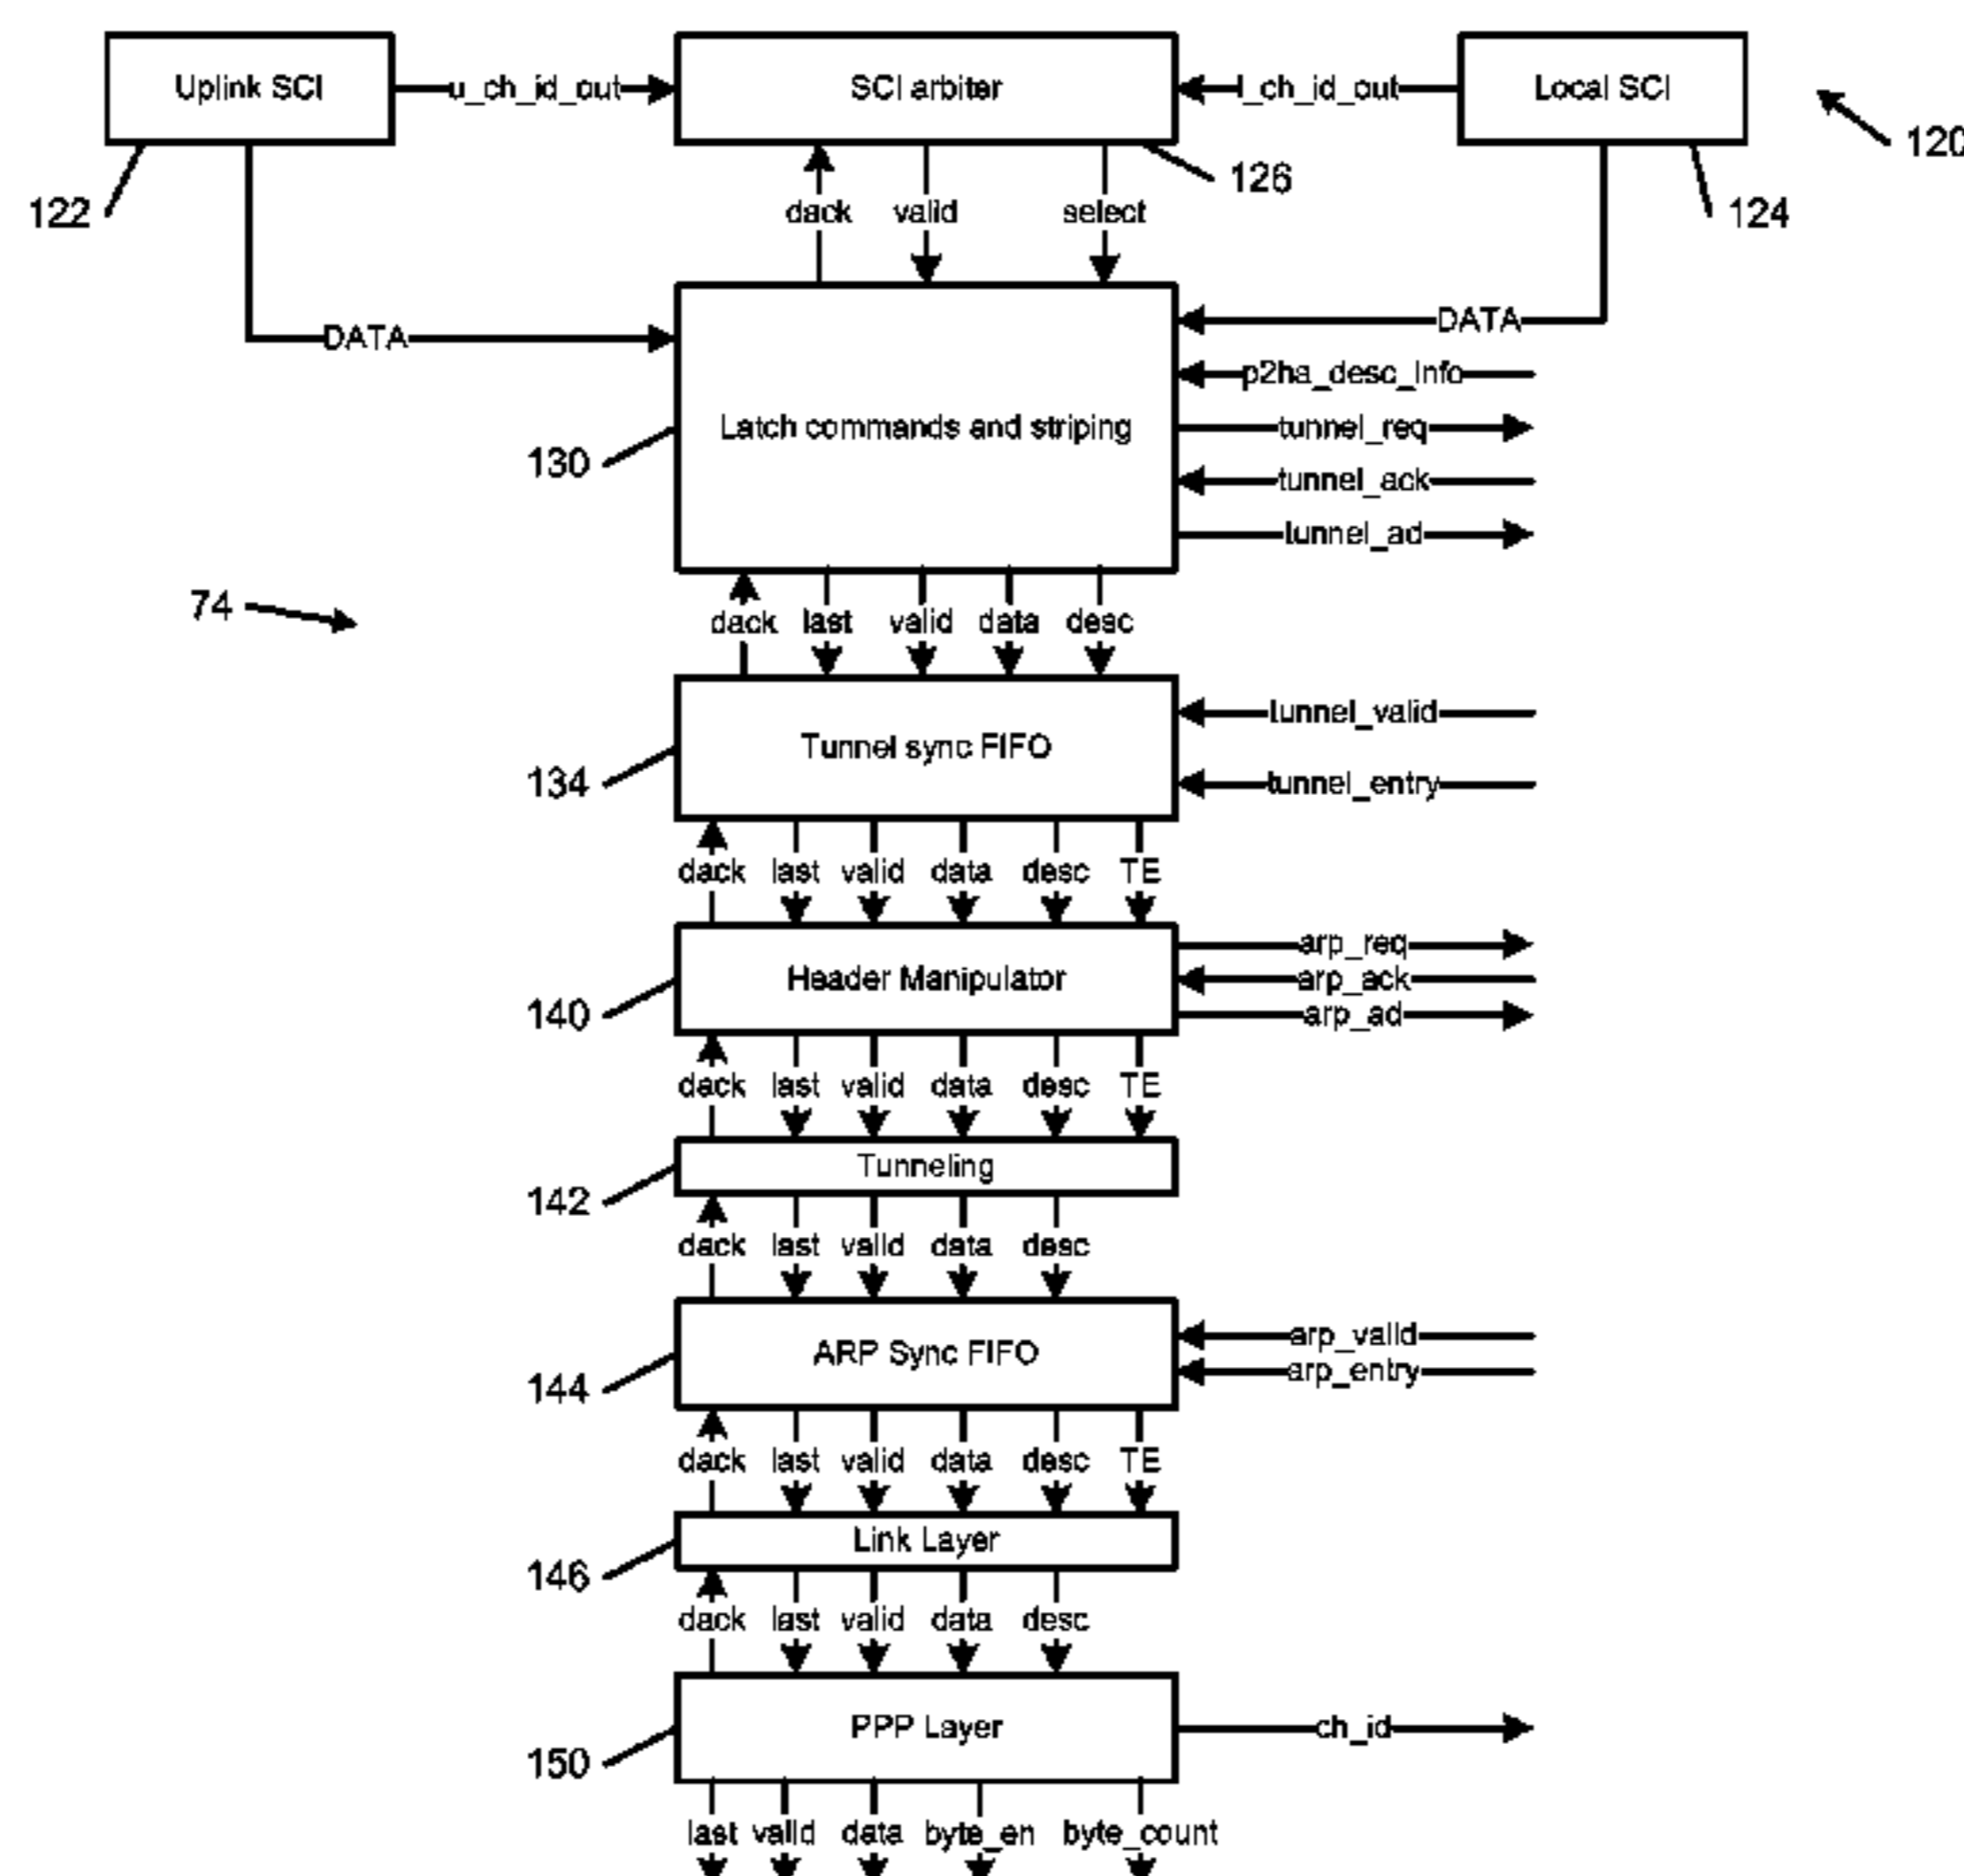 Uplink SCI u_ch_id_out SCI arbiter l_ch_id_out Local SCI
120
122 dack valid select 126 124
DATA DATA
p2ha_desc_info
130 Latch commands and striping tunnel_req
tunnel_ack
tunnel_ad
74 dack last valid data desc
tunnel_valid
134 Tunnel sync FIFO
tunnel_entry
dack last valid data desc TE
arp_req
140 Header Manipulator arp_ack
arp_ad
dack last valid data desc TE
142 Tunneling
dack last valid data desc
arp_valid
144 ARP Sync FIFO
arp_entry
dack last valid data desc TE
146 Link Layer
dack last valid data desc
150 PPP Layer ch_id
last valid data byte_en byte_count